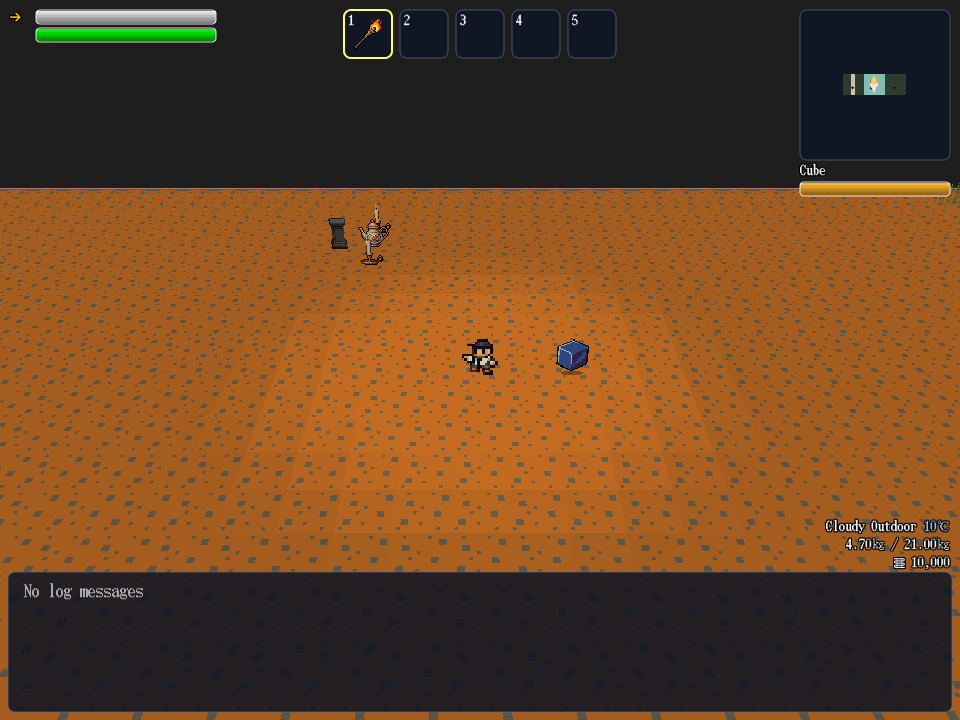 1 2 3 4 5
Cube
Cloudy Outdoor 10℃
4.70kg / 21.00kg
10,000
No log messages